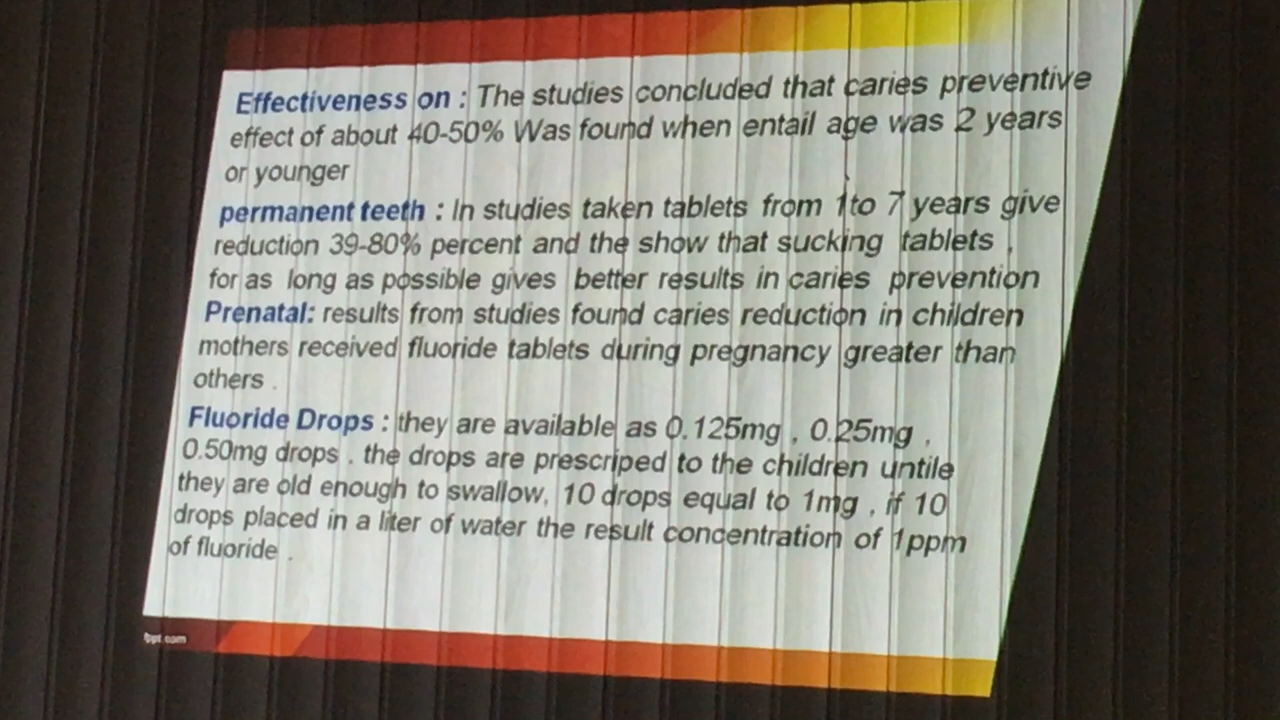 Effectiveness on : The studies concluded that caries preventive
effect of about 40-50% Was found when entail age was 2 years
or younger
permanent teeth : In studies taken tablets from 1to 7 years give
reduction 39-80% percent and the show that sucking tablets ,
for as long as possible gives better results in caries prevention
Prenatal: results from studies found caries reduction in children
mothers received fluoride tablets during pregnancy greater than
others .
Fluoride Drops : they are available as 0.125mg , 0.25mg ,
0.50mg drops . the drops are prescriped to the children untile
they are old enough to swallow, 10 drops equal to 1mg , if 10
drops placed in a liter of water the result concentration of 1ppm
of fluoride .
fppt.com